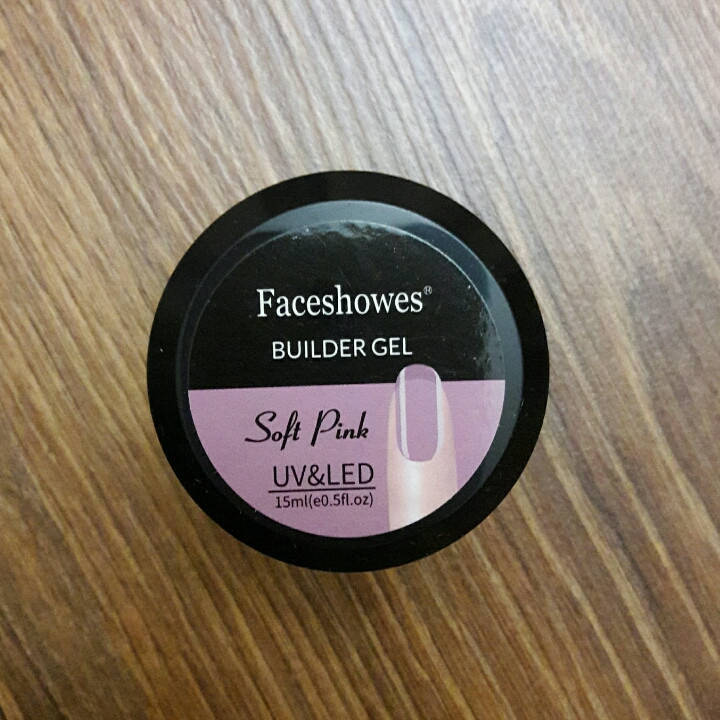 Faceshowes®
BUILDER GEL
Soft Pink
UV&LED
15ml(e0.5fl.oz)